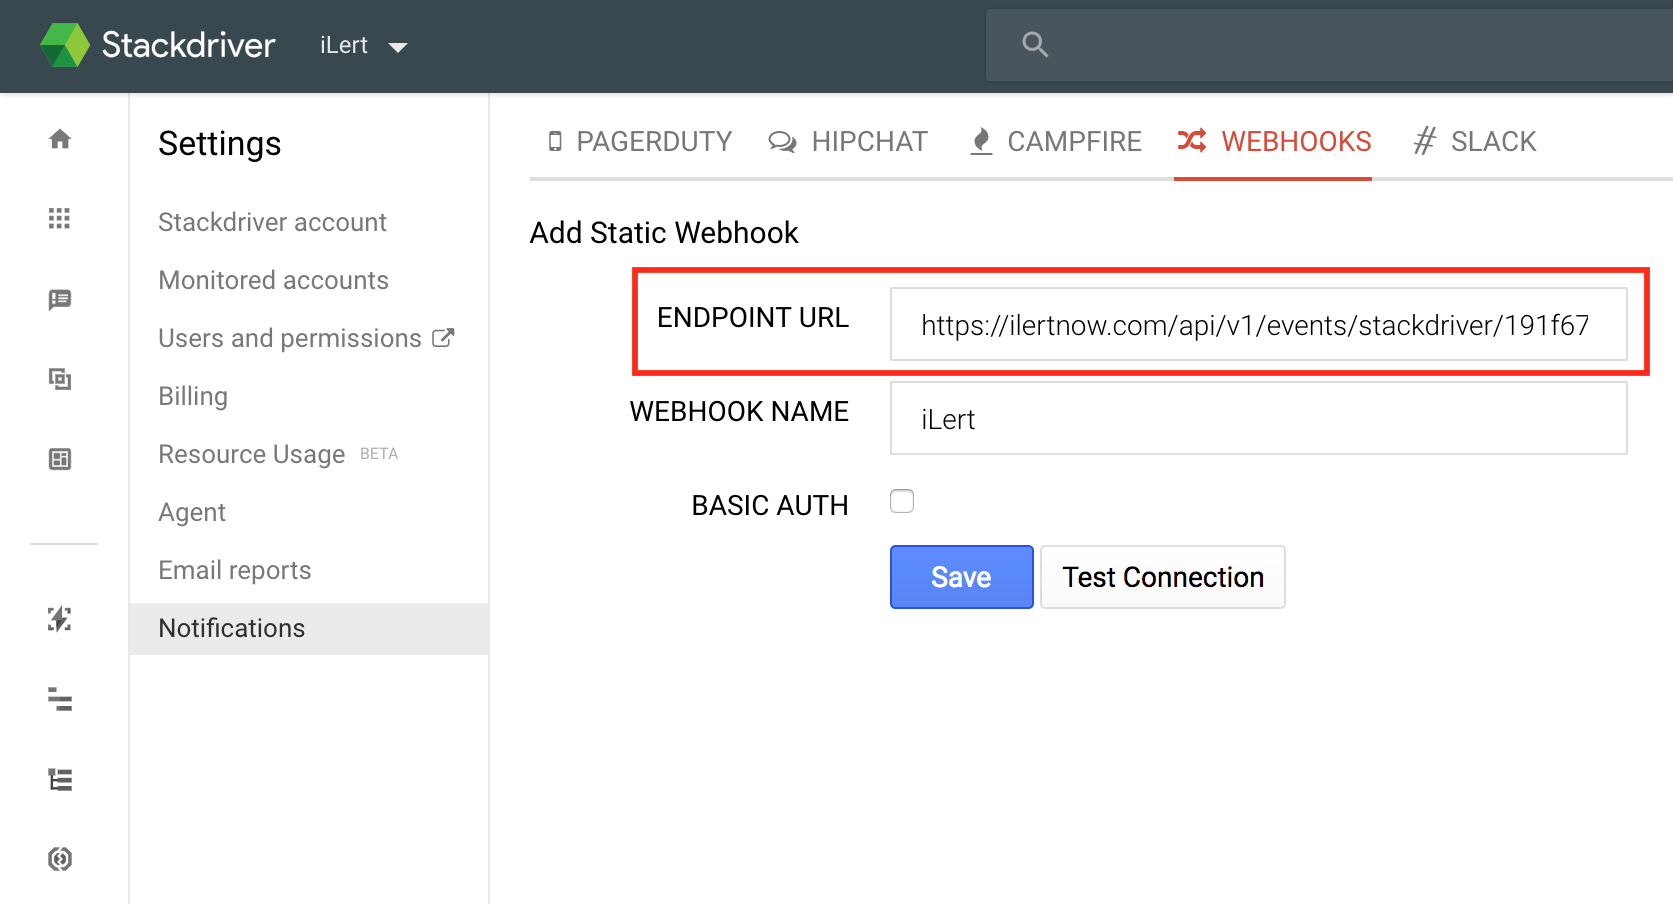 Stackdriver iLert
Settings
Stackdriver account
Monitored accounts
Users and permissions
Billing
Resource Usage BETA
Agent
Email reports
Notifications
PAGERDUTY HIPCHAT CAMPFIRE WEBHOOKS # SLACK
Add Static Webhook
ENDPOINT URL https://ilertnow.com/api/v1/events/stackdriver/191f67
WEBHOOK NAME iLert
BASIC AUTH
Save Test Connection